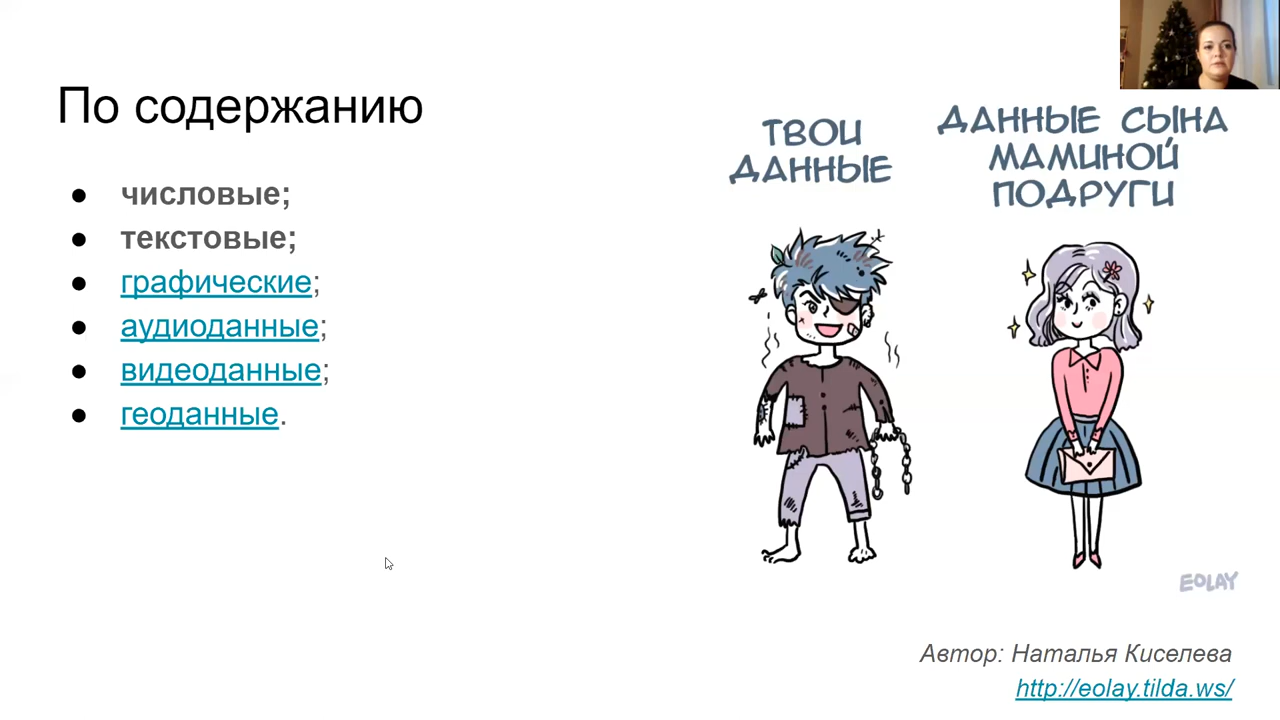 По содержанию
● числовые;
● текстовые;
● графические;
● аудиоданные;
● видеоданные;
● геоданные.
ТВОИ
ДАННЫЕ
ДАННЫЕ СЫНА
МАМИНОЙ
ПОДРУГИ
EOLAY
Автор: Наталья Киселева
http://eolay.tilda.ws/